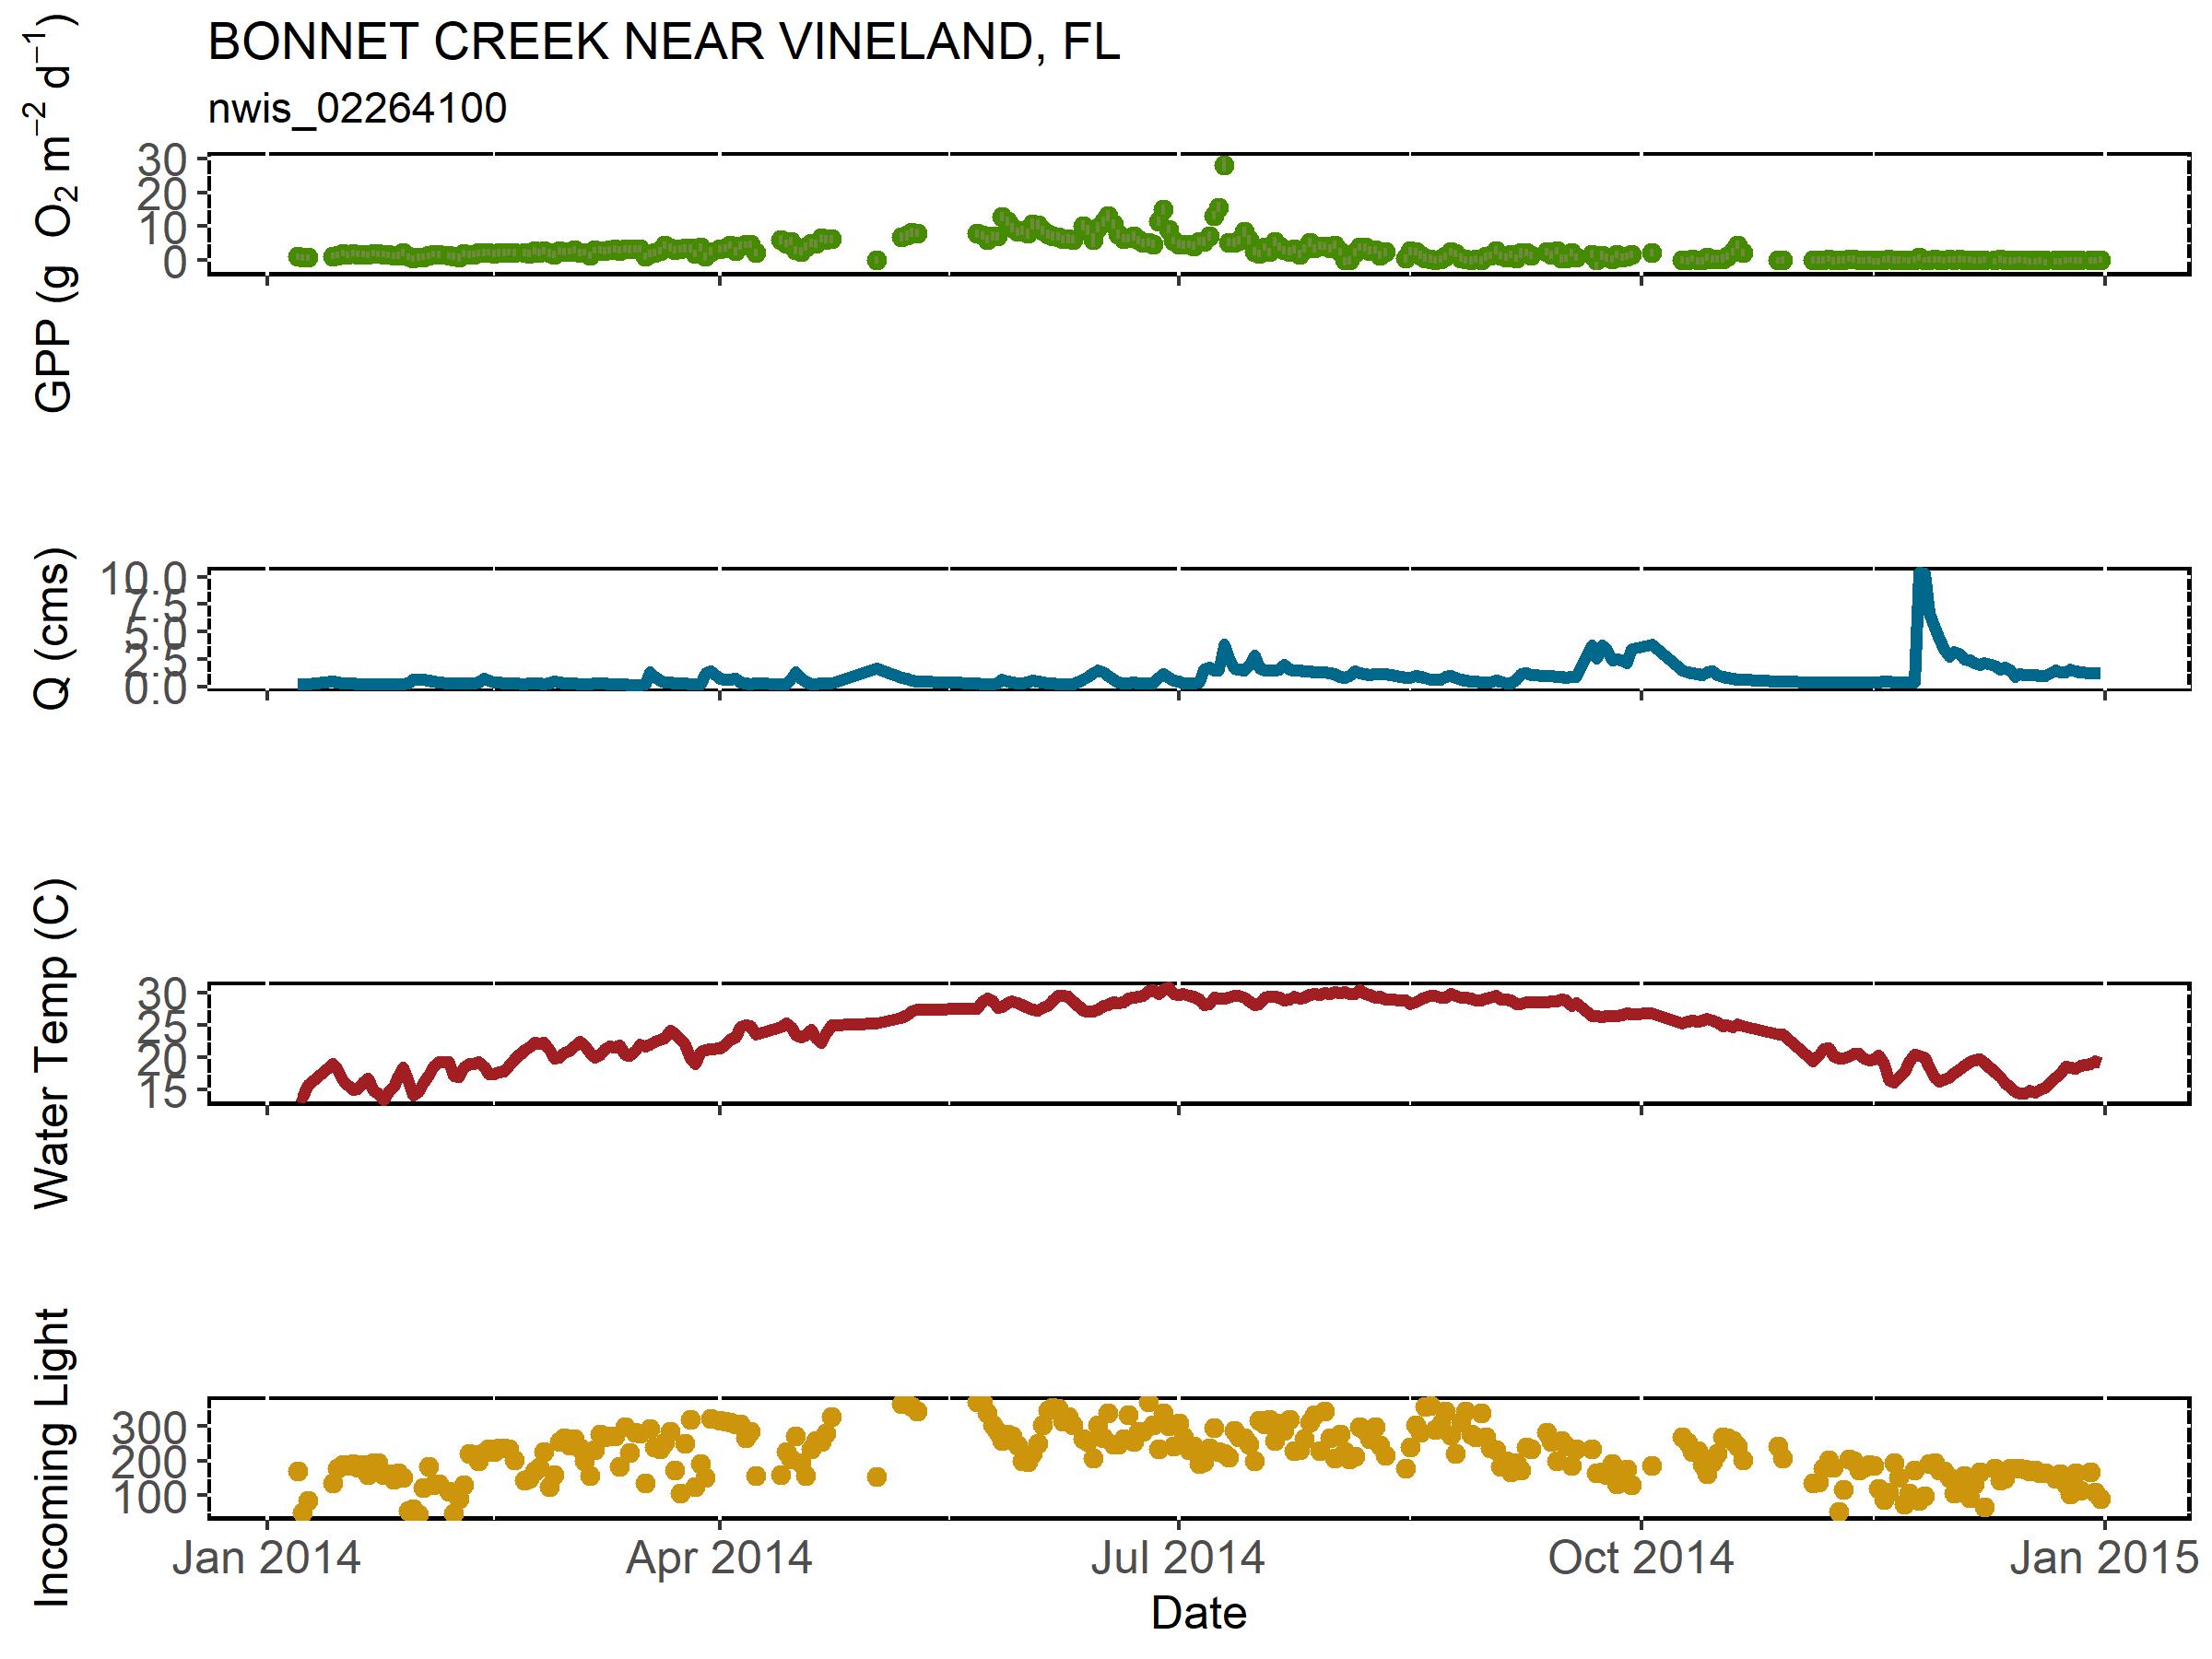 BONNET CREEK NEAR VINELAND, FL
nwis_02264100
GPP (g O₂ m⁻² d⁻¹)
30
20
10
0
Q (cms)
10.0
7.5
5.0
2.5
0.0
Water Temp (C)
30
25
20
15
Incoming Light
300
200
100
Jan 2014 Apr 2014 Jul 2014 Oct 2014 Jan 2015
Date